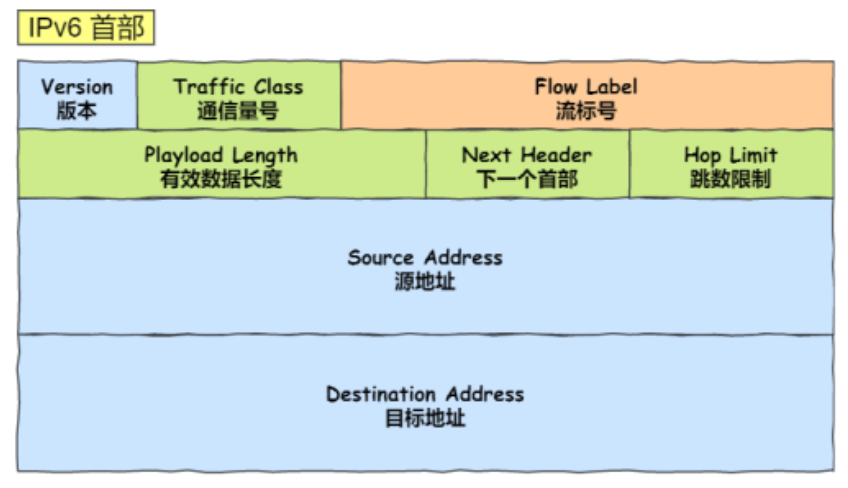 IPv6 首部
Version
版本
Traffic Class
通信量号
Flow Label
流标号
Playload Length
有效数据长度
Next Header
下一个首部
Hop Limit
跳数限制
Source Address
源地址
Destination Address
目标地址